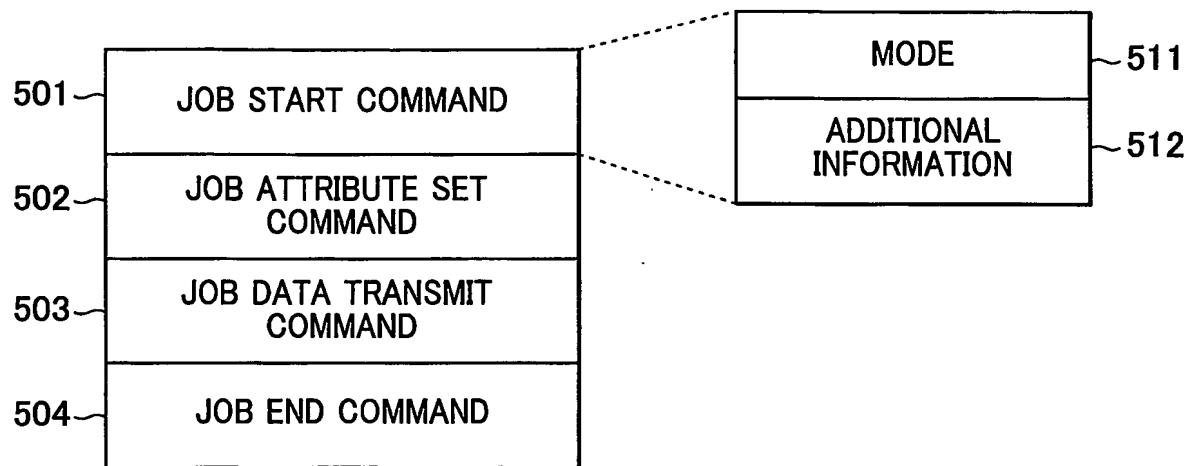 501
JOB START COMMAND
502
JOB ATTRIBUTE SET
COMMAND
503
JOB DATA TRANSMIT
COMMAND
504
JOB END COMMAND
MODE
511
ADDITIONAL
INFORMATION
512